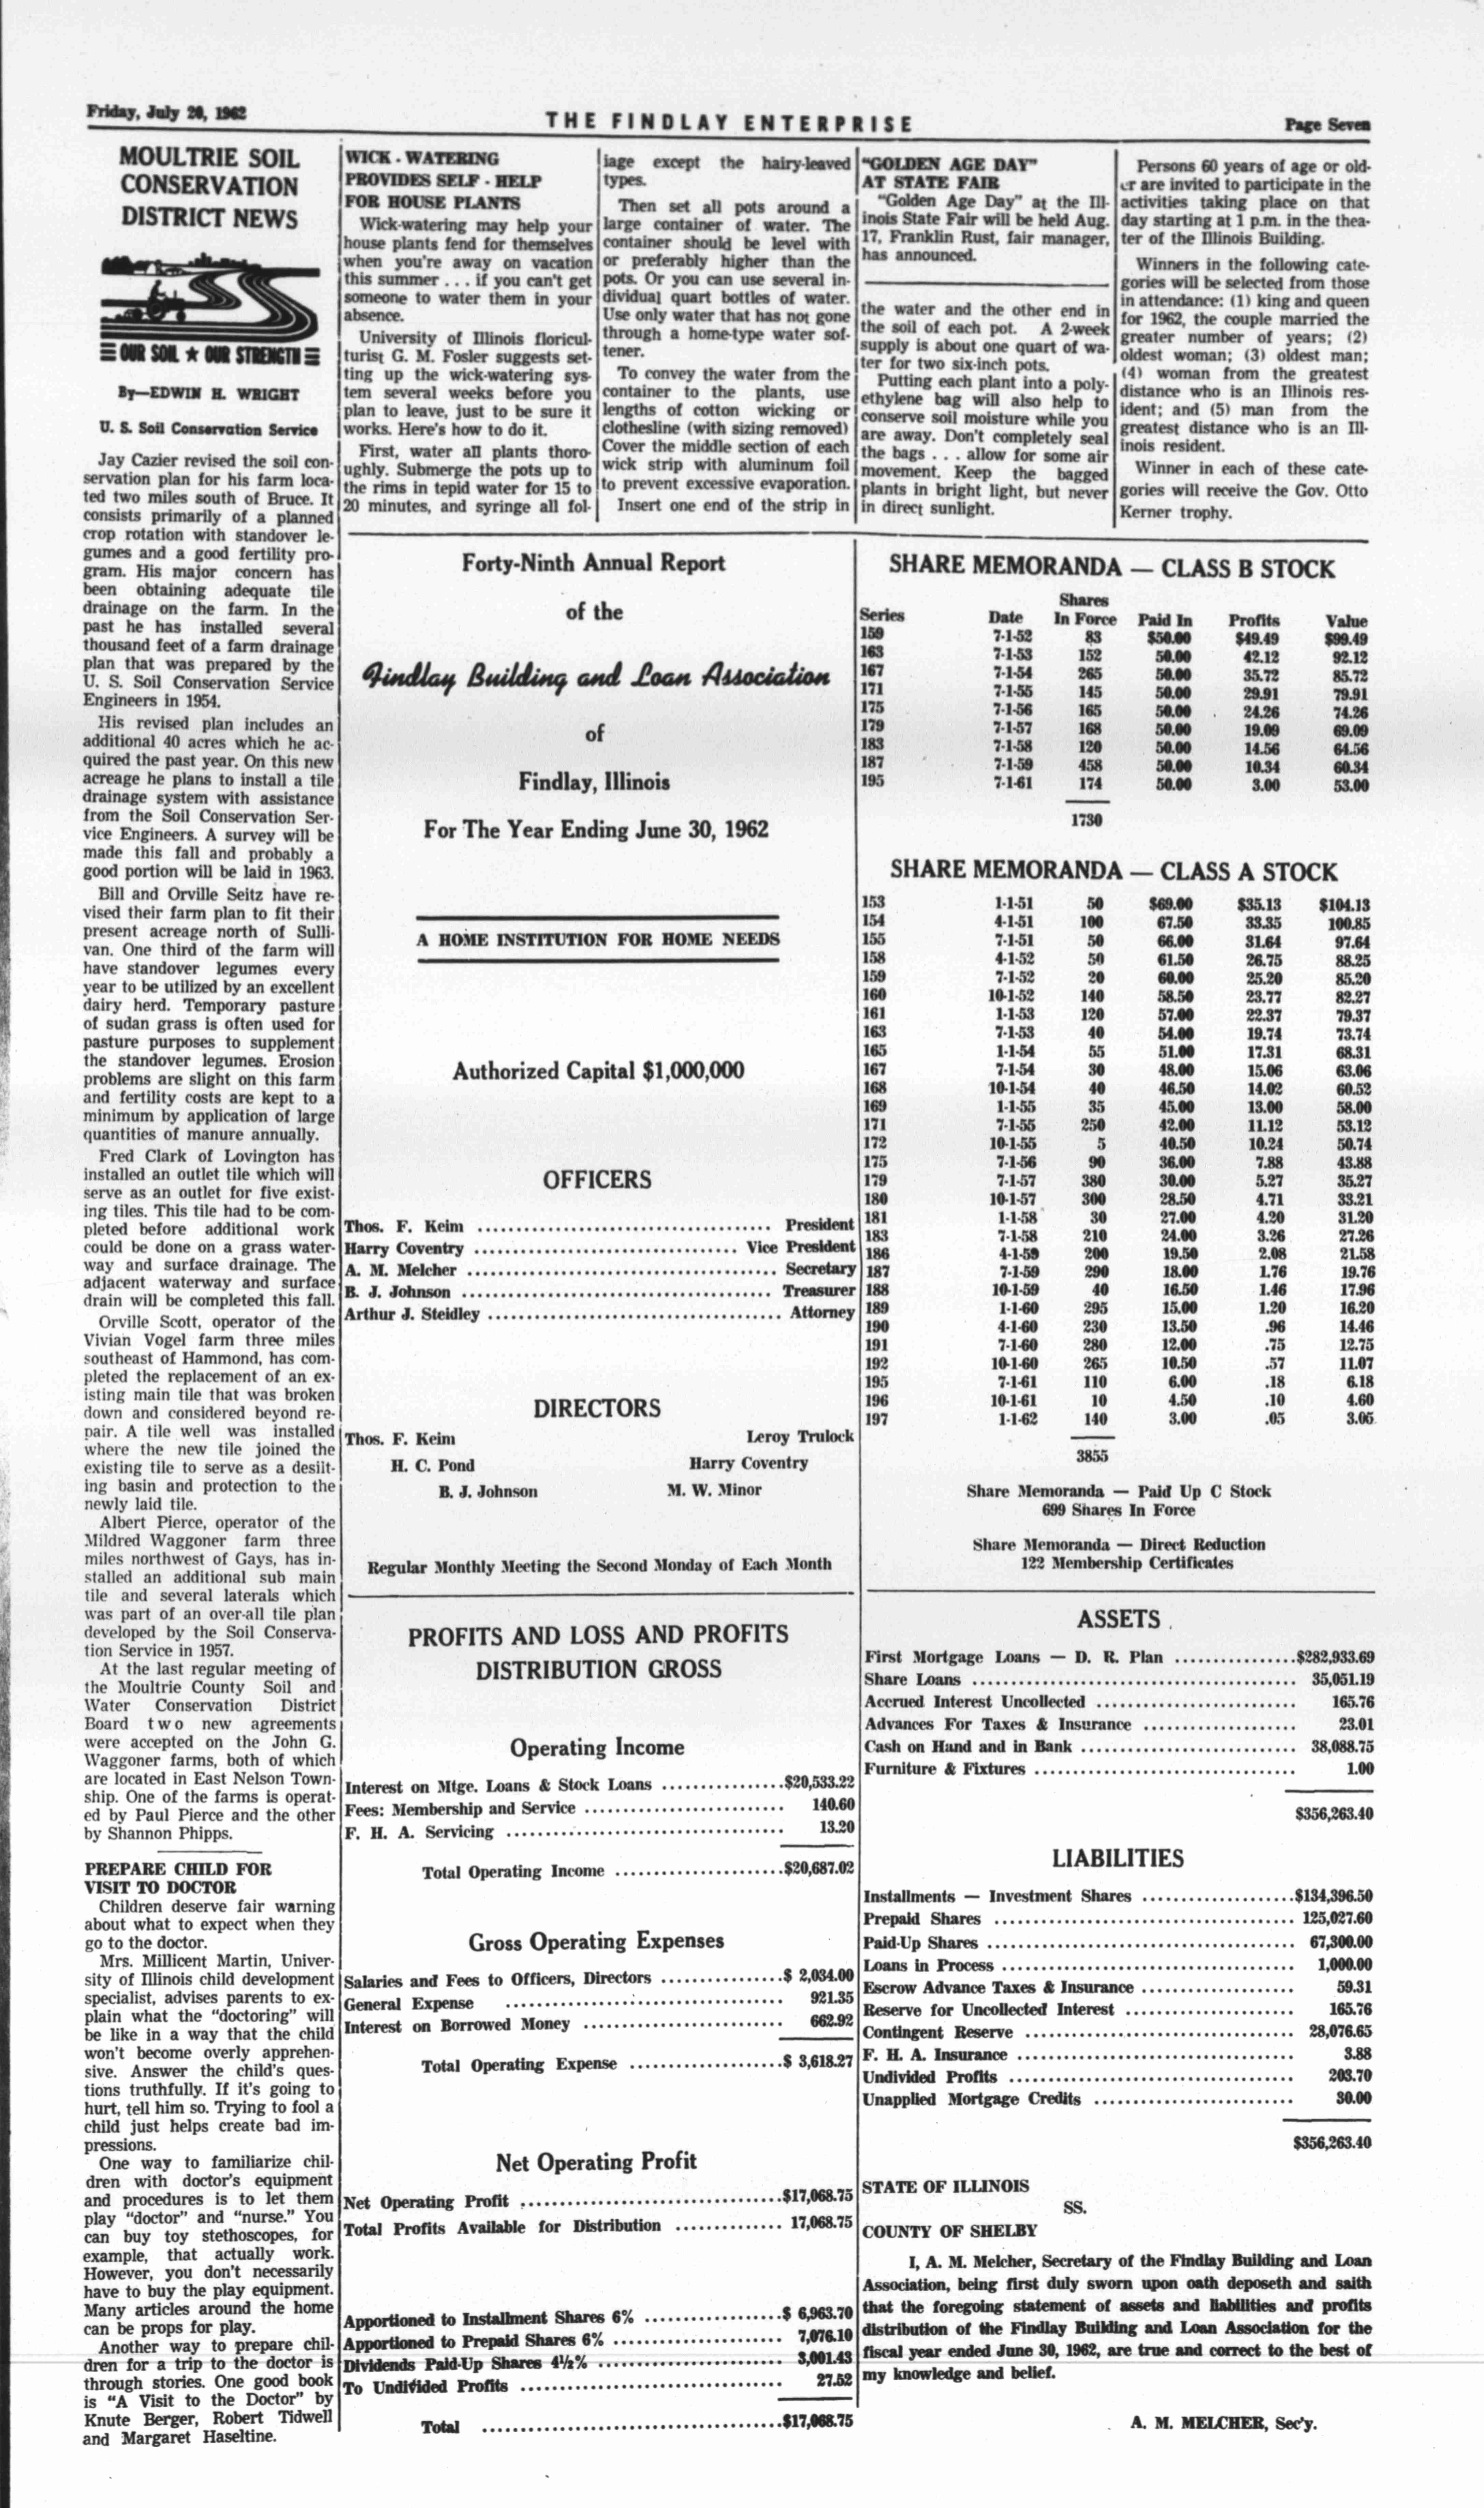 Friday, July 20, 1962
THE FINDLAY ENTERPRISE
Page Seven
MOULTRIE SOIL
CONSERVATION
DISTRICT NEWS
OUR SOIL ★ OUR STRENGTH
By—EDWIN H. WRIGHT
U. S. Soil Conservation Service
Jay Cazier revised the soil con-
servation plan for his farm loca-
ted two miles south of Bruce. It
consists primarily of a planned
crop rotation with standover le-
gumes and a good fertility pro-
gram. His major concern has
been obtaining adequate tile
drainage on the farm. In the
past he has installed several
thousand feet of a farm drainage
plan that was prepared by the
U. S. Soil Conservation Service
Engineers in 1954.
His revised plan includes an
additional 40 acres which he ac-
quired the past year. On this new
acreage he plans to install a tile
drainage system with assistance
from the Soil Conservation Ser-
vice Engineers. A survey will be
made this fall and probably a
good portion will be laid in 1963.
Bill and Orville Seitz have re-
vised their farm plan to fit their
present acreage north of Sulli-
van. One third of the farm will
have standover legumes every
year to be utilized by an excellent
dairy herd. Temporary pasture
of sudan grass is often used for
pasture purposes to supplement
the standover legumes. Erosion
problems are slight on this farm
and fertility costs are kept to a
minimum by application of large
quantities of manure annually.
Fred Clark of Lovington has
installed an outlet tile which will
serve as an outlet for five exist-
ing tiles. This tile had to be com-
pleted before additional work
could be done on a grass water-
way and surface drainage. The
adjacent waterway and surface
drain will be completed this fall.
Orville Scott, operator of the
Vivian Vogel farm three miles
southeast of Hammond, has com-
pleted the replacement of an ex-
isting main tile that was broken
down and considered beyond re-
pair. A tile well was installed
where the new tile joined the
existing tile to serve as a desilt-
ing basin and protection to the
newly laid tile.
Albert Pierce, operator of the
Mildred Waggoner farm three
miles northwest of Gays, has in-
stalled an additional sub main
tile and several laterals which
was part of an over-all tile plan
developed by the Soil Conserva-
tion Service in 1957.
At the last regular meeting of
the Moultrie County Soil and
Water Conservation District
Board two new agreements
were accepted on the John G.
Waggoner farms, both of which
are located in East Nelson Town-
ship. One of the farms is operat-
ed by Paul Pierce and the other
by Shannon Phipps.
PREPARE CHILD FOR
VISIT TO DOCTOR
Children deserve fair warning
about what to expect when they
go to the doctor.
Mrs. Millicent Martin, Univer-
sity of Illinois child development
specialist, advises parents to ex-
plain what the "doctoring" will
be like in a way that the child
won't become overly apprehen-
sive. Answer the child's ques-
tions truthfully. If it's going to
hurt, tell him so. Trying to fool a
child just helps create bad im-
pressions.
One way to familiarize chil-
dren with doctor's equipment
and procedures is to let them
play "doctor" and "nurse." You
can buy toy stethoscopes, for
example, that actually work.
However, you don't necessarily
have to buy the play equipment.
Many articles around the home
can be props for play.
Another way to prepare chil-
dren for a trip to the doctor is
through stories. One good book
is "A Visit to the Doctor" by
Knute Berger, Robert Tidwell
and Margaret Haseltine.
WICK - WATERING
PROVIDES SELF - HELP
FOR HOUSE PLANTS
Wick-watering may help your
house plants fend for themselves
when you're away on vacation
this summer . . . if you can't get
someone to water them in your
absence.
University of Illinois floricul-
turist G. M. Fosler suggests set-
ting up the wick-watering sys-
tem several weeks before you
plan to leave, just to be sure it
works. Here's how to do it.
First, water all plants thoro-
ughly. Submerge the pots up to
the rims in tepid water for 15 to
20 minutes, and syringe all fol-
iage except the hairy-leaved
types.
Then set all pots around a
large container of water. The
container should be level with
or preferably higher than the
pots. Or you can use several in-
dividual quart bottles of water.
Use only water that has not gone
through a home-type water sof-
tener.
To convey the water from the
container to the plants, use
lengths of cotton wicking or
clothesline (with sizing removed)
Cover the middle section of each
wick strip with aluminum foil
to prevent excessive evaporation.
Insert one end of the strip in
"GOLDEN AGE DAY"
AT STATE FAIR
"Golden Age Day" at the Ill-
inois State Fair will be held Aug.
17, Franklin Rust, fair manager,
has announced.
the water and the other end in
the soil of each pot. A 2-week
supply is about one quart of wa-
ter for two six-inch pots.
Putting each plant into a poly-
ethylene bag will also help to
conserve soil moisture while you
are away. Don't completely seal
the bags . . . allow for some air
movement. Keep the bagged
plants in bright light, but never
in direct sunlight.
Persons 60 years of age or old-
er are invited to participate in the
activities taking place on that
day starting at 1 p.m. in the thea-
ter of the Illinois Building.
Winners in the following cate-
gories will be selected from those
in attendance: (1) king and queen
for 1962, the couple married the
greater number of years; (2)
oldest woman; (3) oldest man;
(4) woman from the greatest
distance who is an Illinois res-
ident; and (5) man from the
greatest distance who is an Ill-
inois resident.
Winner in each of these cate-
gories will receive the Gov. Otto
Kerner trophy.
Forty-Ninth Annual Report
of the
Findlay Building and Loan Association
of
Findlay, Illinois
For The Year Ending June 30, 1962
A HOME INSTITUTION FOR HOME NEEDS
Authorized Capital $1,000,000
OFFICERS
Thos. F. Keim ........ President
Harry Coventry ........ Vice President
A. M. Melcher ........ Secretary
B. J. Johnson ........ Treasurer
Arthur J. Steidley ........ Attorney
DIRECTORS
Thos. F. Keim Leroy Trulock
H. C. Pond Harry Coventry
B. J. Johnson M. W. Minor
Regular Monthly Meeting the Second Monday of Each Month
PROFITS AND LOSS AND PROFITS
DISTRIBUTION GROSS
Operating Income
Interest on Mtge. Loans & Stock Loans ........ $20,533.22
Fees: Membership and Service ........ 140.60
F. H. A. Servicing ........ 13.20
Total Operating Income ........ $20,687.02
Gross Operating Expenses
Salaries and Fees to Officers, Directors ........ $ 2,034.00
General Expense ........ 921.35
Interest on Borrowed Money ........ 662.92
Total Operating Expense ........ $ 3,618.27
Net Operating Profit
Net Operating Profit ........ $17,068.75
Total Profits Available for Distribution ........ 17,068.75
Apportioned to Installment Shares 6% ........ $ 6,963.70
Apportioned to Prepaid Shares 6% ........ 7,076.10
Dividends Paid-Up Shares 4½% ........ 3,001.43
To Undivided Profits ........ 27.52
Total ........ $17,068.75
SHARE MEMORANDA — CLASS B STOCK
Series Date Shares In Force Paid In Profits Value
159 7-1-52 83 $50.00 $49.49 $99.49
163 7-1-53 152 50.00 42.12 92.12
167 7-1-54 265 50.00 35.72 85.72
171 7-1-55 145 50.00 29.91 79.91
175 7-1-56 165 50.00 24.26 74.26
179 7-1-57 168 50.00 19.09 69.09
183 7-1-58 120 50.00 14.56 64.56
187 7-1-59 458 50.00 10.34 60.34
195 7-1-61 174 50.00 3.00 53.00
1730
SHARE MEMORANDA — CLASS A STOCK
153 1-1-51 50 $69.00 $35.13 $104.13
154 4-1-51 100 67.50 33.35 100.85
155 7-1-51 50 66.00 31.64 97.64
158 4-1-52 50 61.50 26.75 88.25
159 7-1-52 20 60.00 25.20 85.20
160 10-1-52 140 58.50 23.77 82.27
161 1-1-53 120 57.00 22.37 79.37
163 7-1-53 40 54.00 19.74 73.74
165 1-1-54 55 51.00 17.31 68.31
167 7-1-54 30 48.00 15.06 63.06
168 10-1-54 40 46.50 14.02 60.52
169 1-1-55 35 45.00 13.00 58.00
171 7-1-55 250 42.00 11.12 53.12
172 10-1-55 5 40.50 10.24 50.74
175 7-1-56 90 36.00 7.88 43.88
179 7-1-57 380 30.00 5.27 35.27
180 10-1-57 300 28.50 4.71 33.21
181 1-1-58 30 27.00 4.20 31.20
183 7-1-58 210 24.00 3.26 27.26
186 4-1-59 200 19.50 2.08 21.58
187 7-1-59 290 18.00 1.76 19.76
188 10-1-59 40 16.50 1.46 17.96
189 1-1-60 295 15.00 1.20 16.20
190 4-1-60 230 13.50 .96 14.46
191 7-1-60 280 12.00 .75 12.75
192 10-1-60 265 10.50 .57 11.07
195 7-1-61 110 6.00 .18 6.18
196 10-1-61 10 4.50 .10 4.60
197 1-1-62 140 3.00 .05 3.05
3855
Share Memoranda — Paid Up C Stock
699 Shares In Force
Share Memoranda — Direct Reduction
122 Membership Certificates
ASSETS
First Mortgage Loans — D. R. Plan ........ $282,933.69
Share Loans ........ 35,051.19
Accrued Interest Uncollected ........ 165.76
Advances For Taxes & Insurance ........ 23.01
Cash on Hand and in Bank ........ 38,088.75
Furniture & Fixtures ........ 1.00
$356,263.40
LIABILITIES
Installments — Investment Shares ........ $134,396.50
Prepaid Shares ........ 125,027.60
Paid-Up Shares ........ 67,300.00
Loans in Process ........ 1,000.00
Escrow Advance Taxes & Insurance ........ 59.31
Reserve for Uncollected Interest ........ 165.76
Contingent Reserve ........ 28,076.65
F. H. A. Insurance ........ 3.88
Undivided Profits ........ 203.70
Unapplied Mortgage Credits ........ 30.00
$356,263.40
STATE OF ILLINOIS
SS.
COUNTY OF SHELBY
I, A. M. Melcher, Secretary of the Findlay Building and Loan
Association, being first duly sworn upon oath deposeth and saith
that the foregoing statement of assets and liabilities and profits
distribution of the Findlay Building and Loan Association for the
fiscal year ended June 30, 1962, are true and correct to the best of
my knowledge and belief.
A. M. MELCHER, Sec'y.